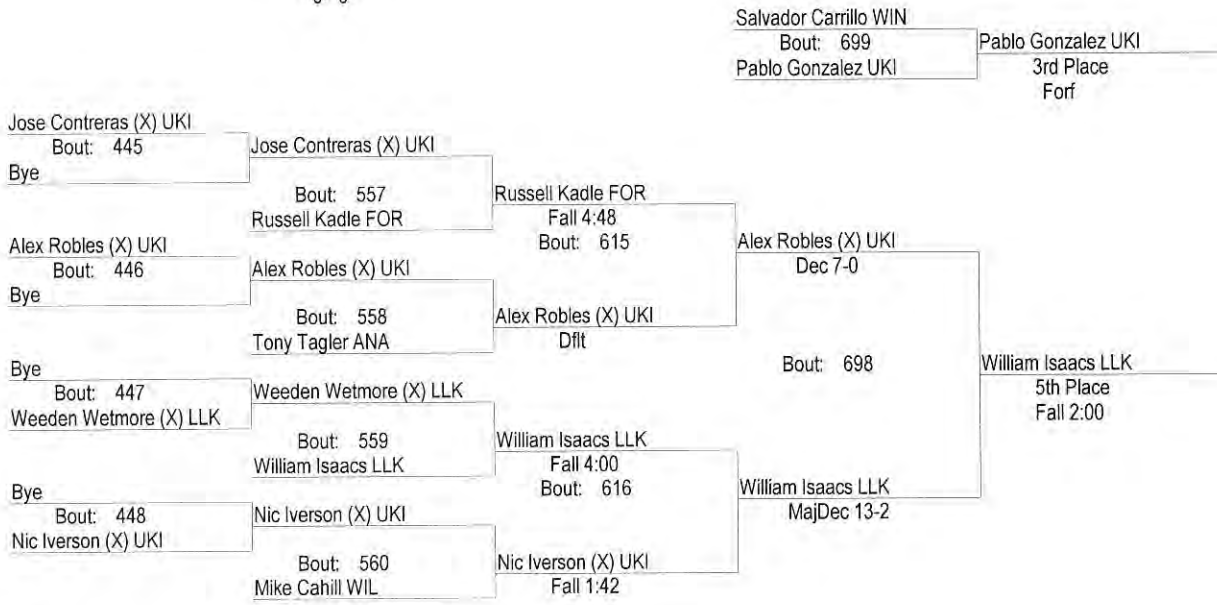 Salvador Carrillo WIN
Bout: 699
Pablo Gonzalez UKI
Pablo Gonzalez UKI
3rd Place
Forf
Jose Contreras (X) UKI
Bout: 445
Bye
Jose Contreras (X) UKI
Bout: 557
Russell Kadle FOR
Russell Kadle FOR
Fall 4:48
Bout: 615
Alex Robles (X) UKI
Bout: 446
Bye
Alex Robles (X) UKI
Bout: 558
Tony Tagler ANA
Alex Robles (X) UKI
Dflt
Alex Robles (X) UKI
Dec 7-0
Bout: 698
William Isaacs LLK
5th Place
Fall 2:00
Bye
Bout: 447
Weeden Wetmore (X) LLK
Weeden Wetmore (X) LLK
Bout: 559
William Isaacs LLK
William Isaacs LLK
Fall 4:00
Bout: 616
William Isaacs LLK
MajDec 13-2
Bye
Bout: 448
Nic Iverson (X) UKI
Nic Iverson (X) UKI
Bout: 560
Mike Cahill WIL
Nic Iverson (X) UKI
Fall 1:42